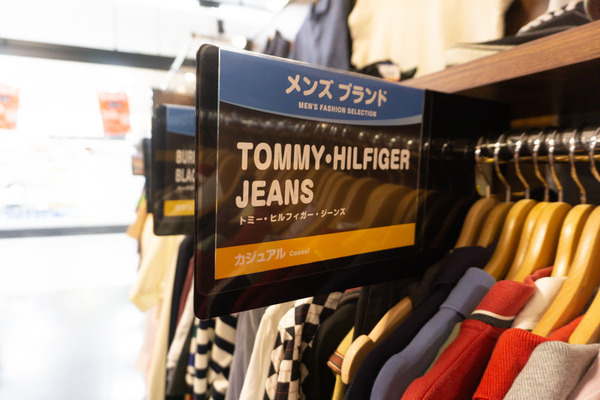 メンズ ブランド
MEN'S FASHION SELECTION
TOMMY・HILFIGER
JEANS
トミー・ヒルフィガー・ジーンズ
カジュアル Casual